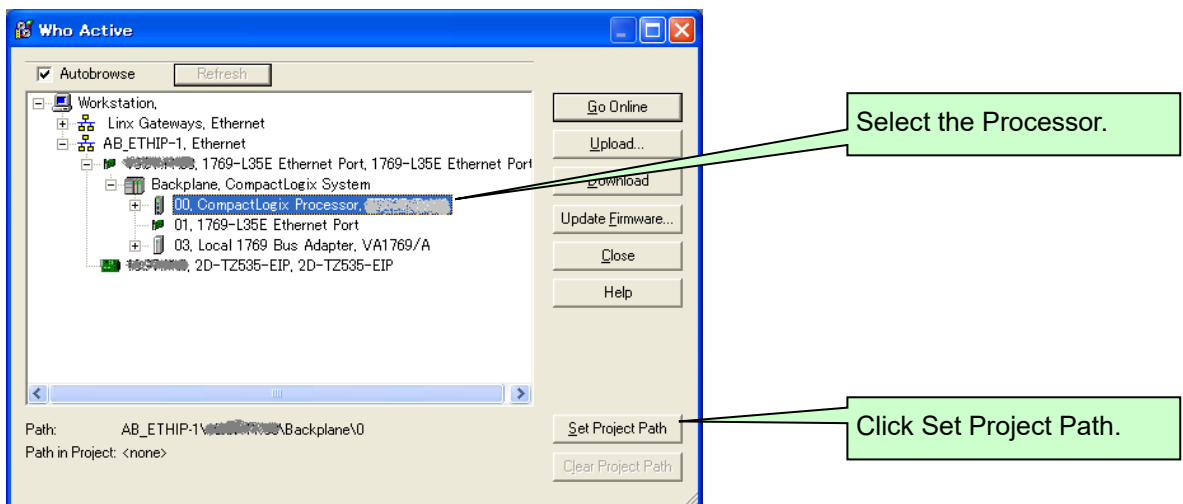 Who Active
Autobrowse
Refresh
Workstation,
Linx Gateways, Ethernet
AB_ETHIP-1, Ethernet
, 1769-L35E Ethernet Port, 1769-L35E Ethernet Port
Backplane, CompactLogix System
00, CompactLogix Processor,
01, 1769-L35E Ethernet Port
03, Local 1769 Bus Adapter, VA1769/A
, 2D-TZ535-EIP, 2D-TZ535-EIP
Go Online
Upload...
Download
Update Firmware...
Close
Help
Path: AB_ETHIP-1\ \Backplane\0
Path in Project: <none>
Set Project Path
Clear Project Path
Select the Processor.
Click Set Project Path.